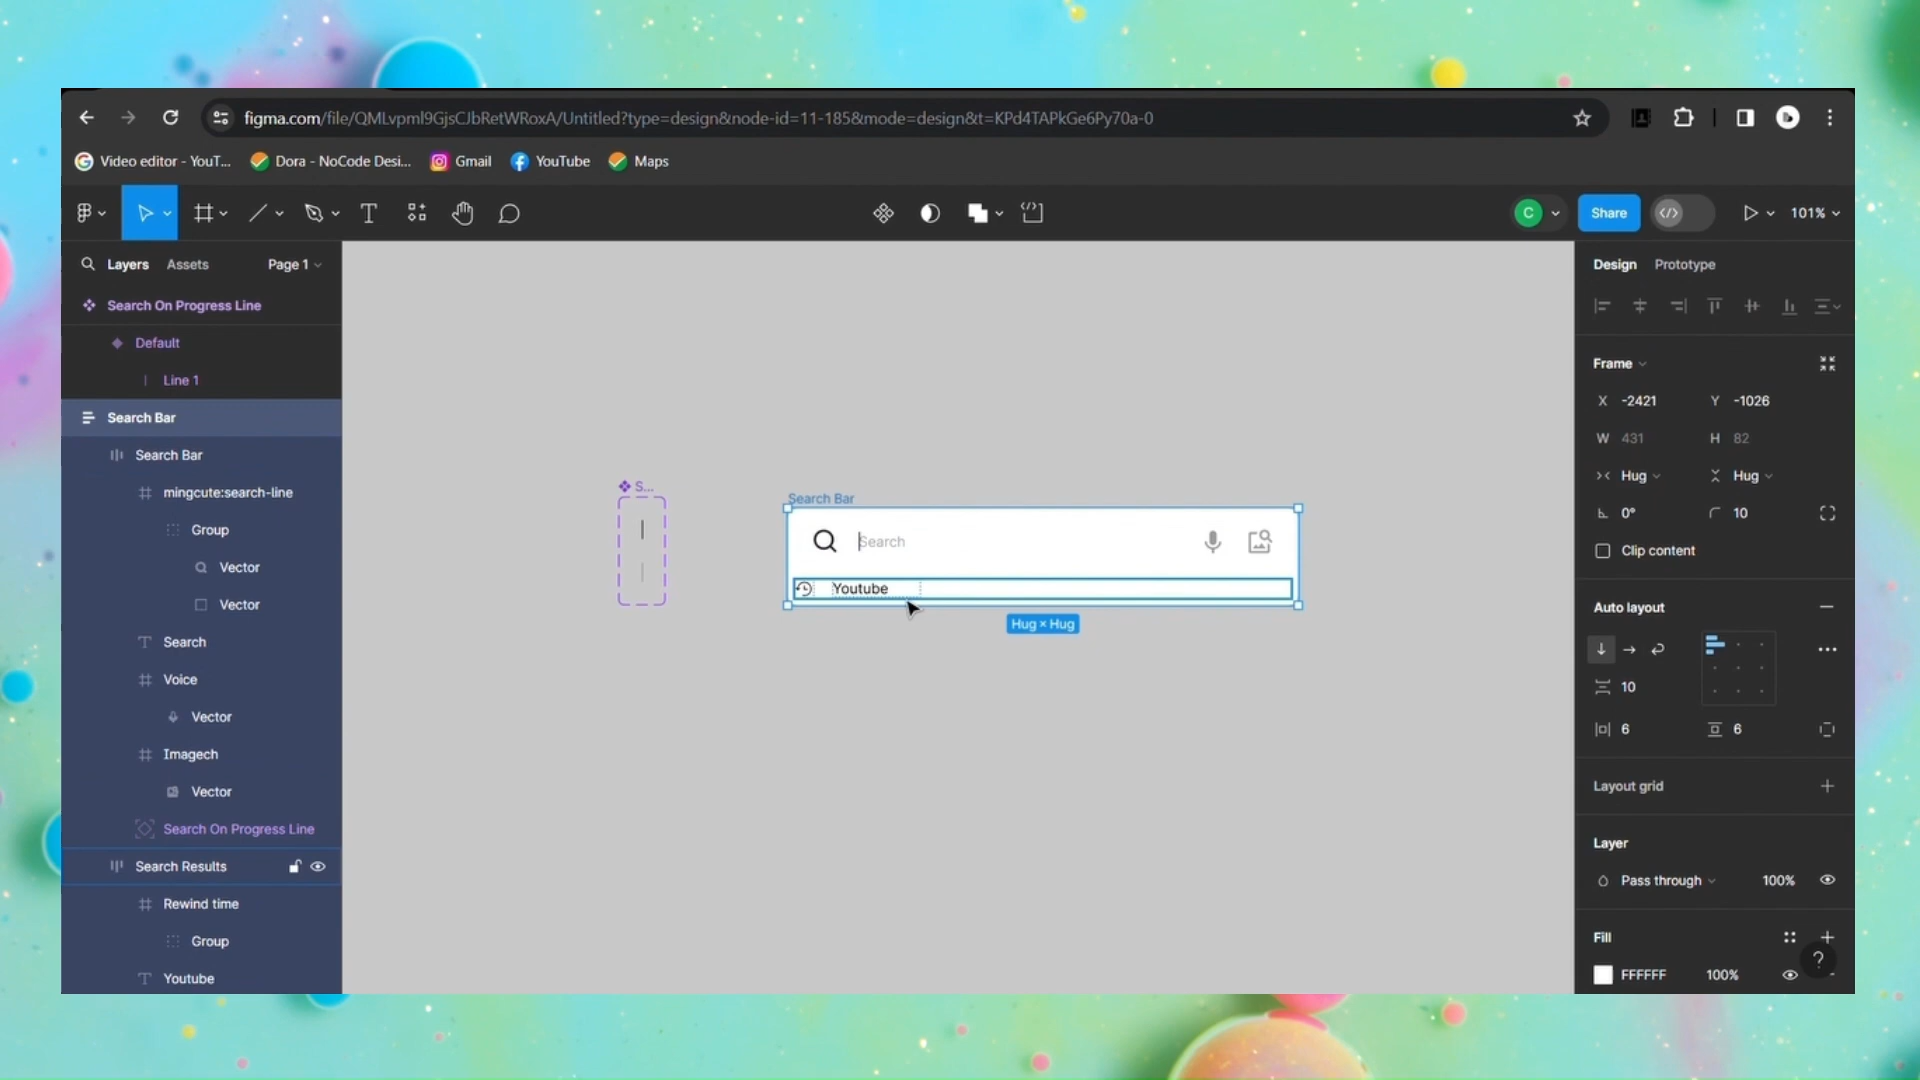 figma.com/file/QMLvpml9GjsCJbRetWRoxA/Untitled?type=design&node-id=11-185&mode=design&t=KPd4TAPkGe6Py70a-0
Video editor - YouT... Dora - NoCode Desi... Gmail YouTube Maps
C Share 101%
Layers Assets Page 1
Search On Progress Line
Default
Line 1
Search Bar
Search Bar
mingcute:search-line
Group
Vector
Vector
Search
Voice
Vector
Imagech
Vector
Search On Progress Line
Search Results
Rewind time
Group
Youtube
S...
Search Bar
Search
Youtube
Hug × Hug
Design Prototype
Frame
X -2421 Y -1026
W 431 H 82
Hug Hug
0° 10
Clip content
Auto layout
10
6 6
Layout grid
Layer
Pass through 100%
Fill
?
FFFFFF 100%